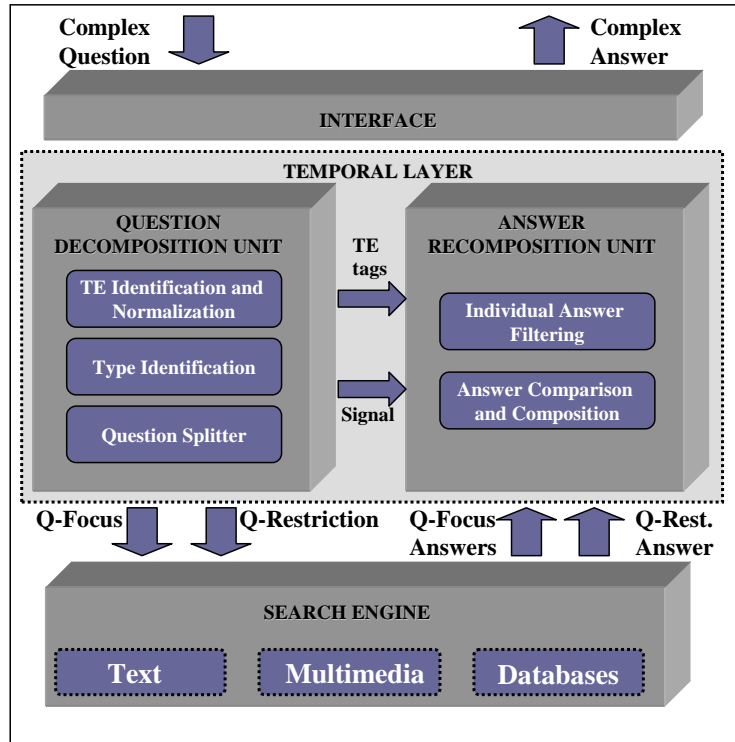 Complex
Question
Complex
Answer
INTERFACE
TEMPORAL LAYER
QUESTION
DECOMPOSITION UNIT
TE Identification and
Normalization
Type Identification
Question Splitter
TE
tags
Signal
ANSWER
RECOMPOSITION UNIT
Individual Answer
Filtering
Answer Comparison
and Composition
Q-Focus
Q-Restriction
Q-Focus
Answers
Q-Rest.
Answer
SEARCH ENGINE
Text
Multimedia
Databases